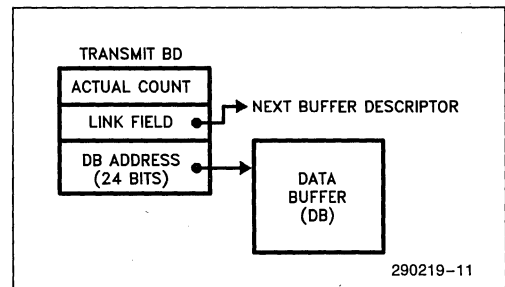 TRANSMIT BD
ACTUAL COUNT
LINK FIELD
NEXT BUFFER DESCRIPTOR
DB ADDRESS
(24 BITS)
DATA
BUFFER
(DB)
290219-11